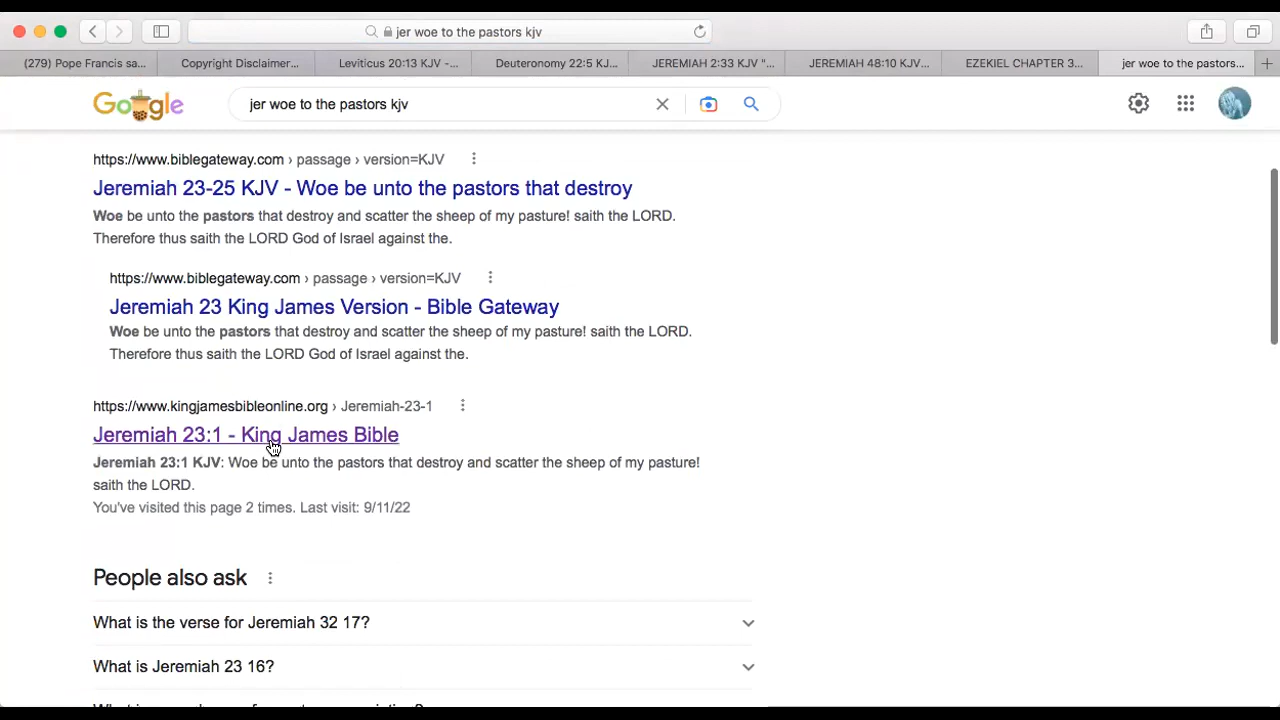 jer woe to the pastors kjv
(279) Pope Francis sa...
Copyright Disclaimer...
Leviticus 20:13 KJV -...
Deuteronomy 22:5 KJ...
JEREMIAH 2:33 KJV "...
JEREMIAH 48:10 KJV...
EZEKIEL CHAPTER 3...
jer woe to the pastors...
Google
jer woe to the pastors kjv
https://www.biblegateway.com › passage › version=KJV
Jeremiah 23-25 KJV - Woe be unto the pastors that destroy
Woe be unto the pastors that destroy and scatter the sheep of my pasture! saith the LORD.
Therefore thus saith the LORD God of Israel against the.
https://www.biblegateway.com › passage › version=KJV
Jeremiah 23 King James Version - Bible Gateway
Woe be unto the pastors that destroy and scatter the sheep of my pasture! saith the LORD.
Therefore thus saith the LORD God of Israel against the.
https://www.kingjamesbibleonline.org › Jeremiah-23-1
Jeremiah 23:1 - King James Bible
Jeremiah 23:1 KJV: Woe be unto the pastors that destroy and scatter the sheep of my pasture!
saith the LORD.
You've visited this page 2 times. Last visit: 9/11/22
People also ask
What is the verse for Jeremiah 32 17?
What is Jeremiah 23 16?